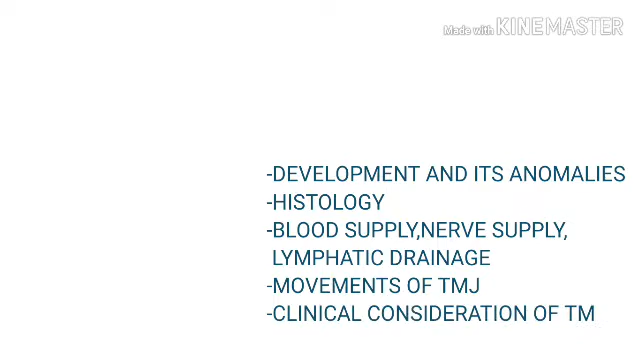 Made with KINEMASTER
-DEVELOPMENT AND ITS ANOMALIES
-HISTOLOGY
-BLOOD SUPPLY,NERVE SUPPLY,
LYMPHATIC DRAINAGE
-MOVEMENTS OF TMJ
-CLINICAL CONSIDERATION OF TM